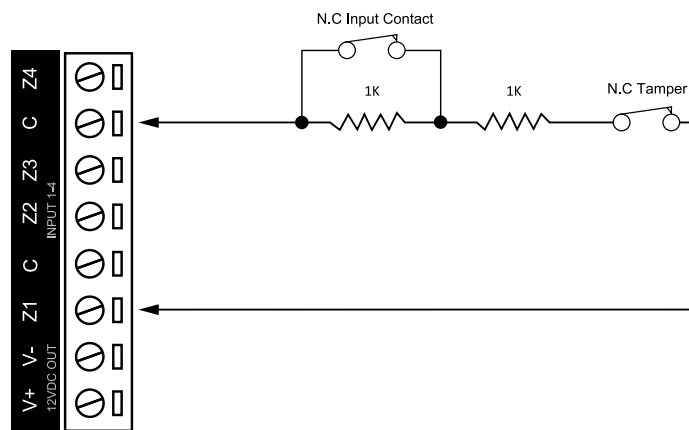 N.C Input Contact
1K
1K
N.C Tamper
Z4
C
Z3
Z2
C
Z1
V-
V+
INPUT 1-4
12VDC OUT